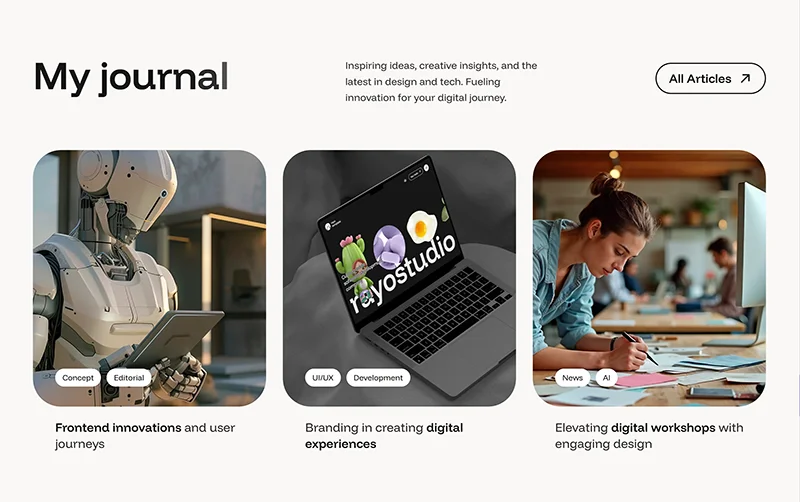 My journal
Inspiring ideas, creative insights, and the
latest in design and tech. Fueling
innovation for your digital journey.
All Articles
Concept
Editorial
rayostudio
UI/UX
Development
News
AI
Frontend innovations and user
journeys
Branding in creating digital
experiences
Elevating digital workshops with
engaging design